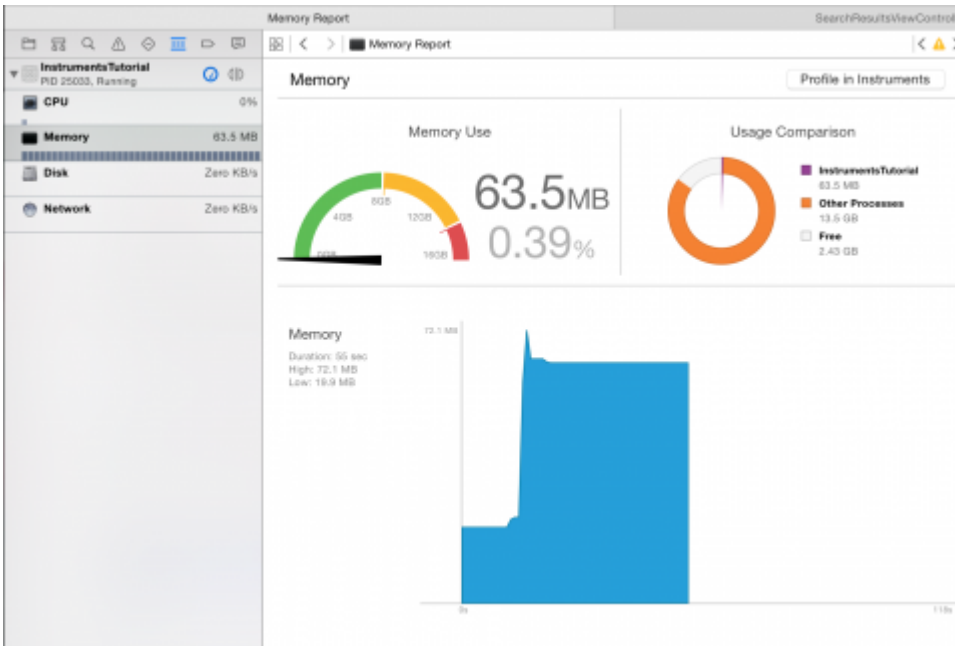 Memory Report
SearchResultsViewControl
Memory Report
InstrumentsTutorial
PID 25033, Running
CPU 0%
Memory 63.5 MB
Disk Zero KB/s
Network Zero KB/s
Memory
Profile in Instruments
Memory Use
0GB
4GB
8GB
12GB
16GB
63.5MB
0.39%
Usage Comparison
InstrumentsTutorial
63.5 MB
Other Processes
13.5 GB
Free
2.43 GB
Memory
Duration: 55 sec
High: 72.1 MB
Low: 19.9 MB
72.1 MB
0s
118s